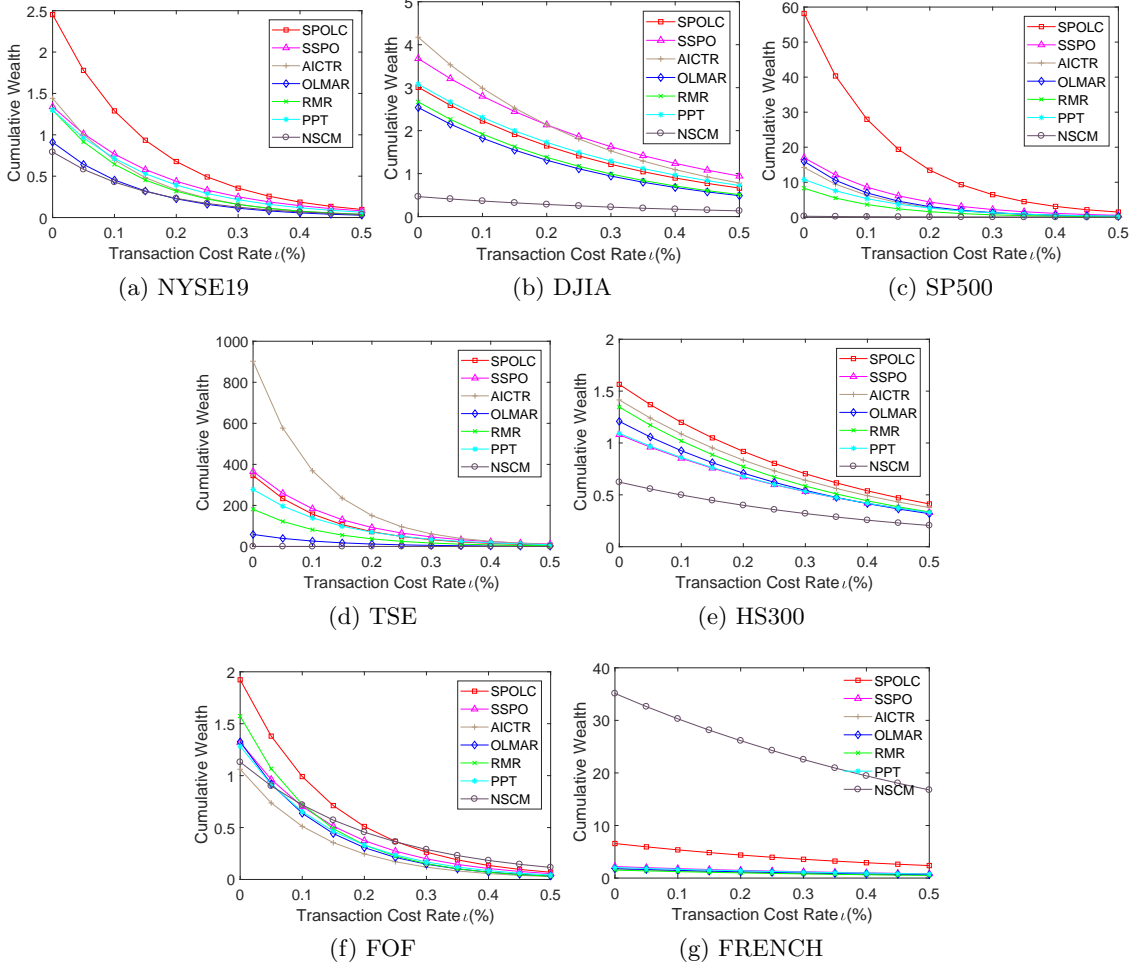 2.5
2
1.5
1
0.5
0
0 0.1 0.2 0.3 0.4 0.5
Cumulative Wealth
Transaction Cost Rate ι(%)
SPOLC
SSPO
AICTR
OLMAR
RMR
PPT
NSCM
(a) NYSE19
5
4
3
2
1
0
0 0.1 0.2 0.3 0.4 0.5
Cumulative Wealth
Transaction Cost Rate ι(%)
SPOLC
SSPO
AICTR
OLMAR
RMR
PPT
NSCM
(b) DJIA
60
50
40
30
20
10
0
0 0.1 0.2 0.3 0.4 0.5
Cumulative Wealth
Transaction Cost Rate ι(%)
SPOLC
SSPO
AICTR
OLMAR
RMR
PPT
NSCM
(c) SP500
1000
800
600
400
200
0
0 0.1 0.2 0.3 0.4 0.5
Cumulative Wealth
Transaction Cost Rate ι(%)
SPOLC
SSPO
AICTR
OLMAR
RMR
PPT
NSCM
(d) TSE
2
1.5
1
0.5
0
0 0.1 0.2 0.3 0.4 0.5
Cumulative Wealth
Transaction Cost Rate ι(%)
SPOLC
SSPO
AICTR
OLMAR
RMR
PPT
NSCM
(e) HS300
2
1.5
1
0.5
0
0 0.1 0.2 0.3 0.4 0.5
Cumulative Wealth
Transaction Cost Rate ι(%)
SPOLC
SSPO
AICTR
OLMAR
RMR
PPT
NSCM
(f) FOF
40
30
20
10
0
0 0.1 0.2 0.3 0.4 0.5
Cumulative Wealth
Transaction Cost Rate ι(%)
SPOLC
SSPO
AICTR
OLMAR
RMR
PPT
NSCM
(g) FRENCH